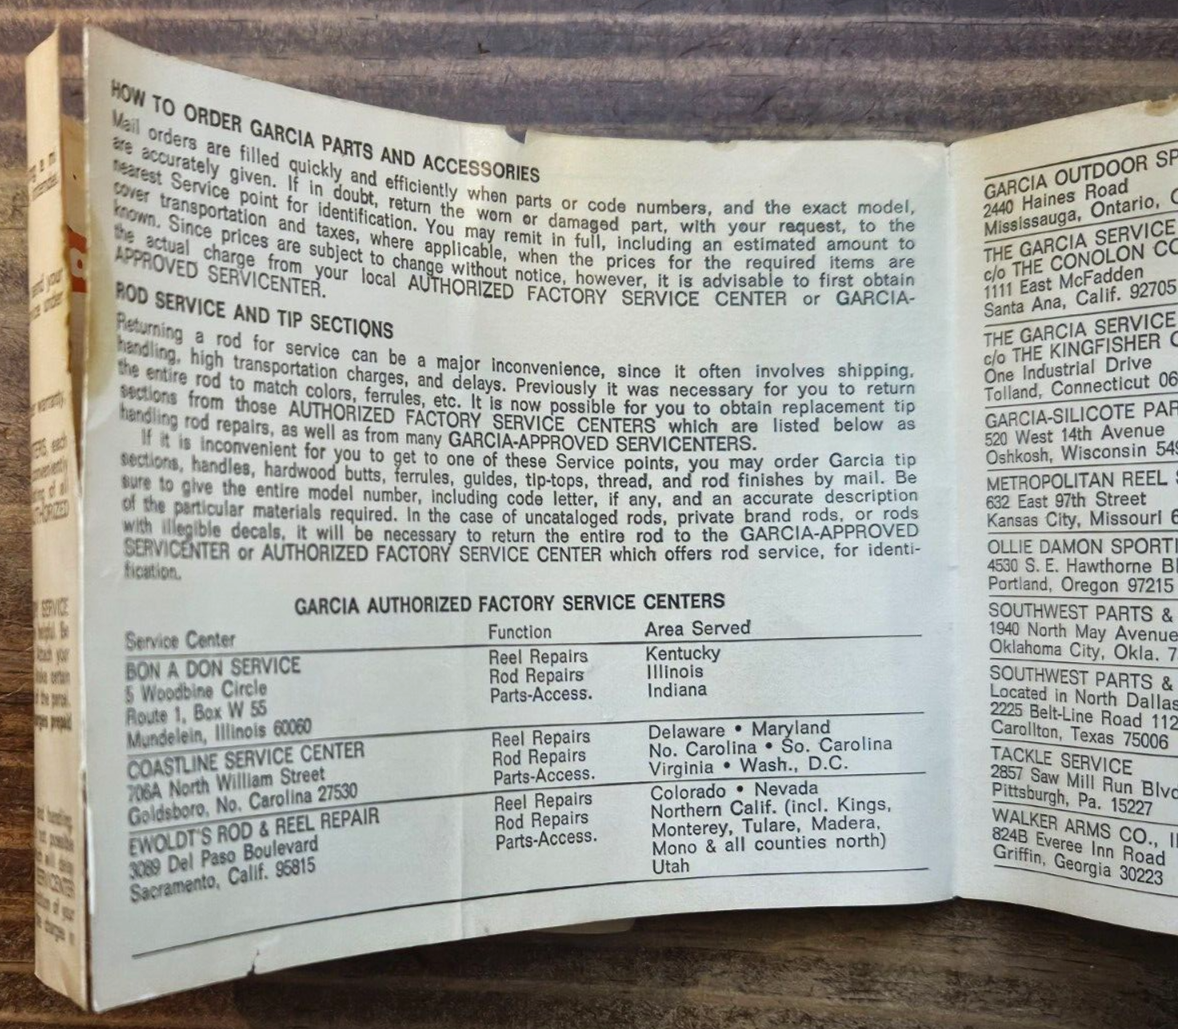 HOW TO ORDER GARCIA PARTS AND ACCESSORIES
Mail orders are filled quickly and efficiently when parts or code numbers, and the exact model,
are accurately given. If in doubt, return the worn or damaged part, with your request, to the
nearest Service point for identification. You may remit in full, including an estimated amount to
cover transportation and taxes, where applicable, when the prices for the required items are
known. Since prices are subject to change without notice, however, it is advisable to first obtain
the actual charge from your local AUTHORIZED FACTORY SERVICE CENTER or GARCIA-
APPROVED SERVICENTER.
ROD SERVICE AND TIP SECTIONS
Returning a rod for service can be a major inconvenience, since it often involves shipping,
handling, high transportation charges, and delays. Previously it was necessary for you to return
the entire rod to match colors, ferrules, etc. It is now possible for you to obtain replacement tip
sections from those AUTHORIZED FACTORY SERVICE CENTERS which are listed below as
handling rod repairs, as well as from many GARCIA-APPROVED SERVICENTERS.
If it is inconvenient for you to get to one of these Service points, you may order Garcia tip
sections, handles, hardwood butts, ferrules, guides, tip-tops, thread, and rod finishes by mail. Be
sure to give the entire model number, including code letter, if any, and an accurate description
of the particular materials required. In the case of uncataloged rods, private brand rods, or rods
with illegible decals, it will be necessary to return the entire rod to the GARCIA-APPROVED
SERVICENTER or AUTHORIZED FACTORY SERVICE CENTER which offers rod service, for identi-
fication.
GARCIA AUTHORIZED FACTORY SERVICE CENTERS
Service Center Function Area Served
BON A DON SERVICE Reel Repairs Kentucky
5 Woodbine Circle Rod Repairs Illinois
Route 1, Box W 55 Parts-Access. Indiana
Mundelein, Illinois 60060
COASTLINE SERVICE CENTER Reel Repairs Delaware • Maryland
706A North William Street Rod Repairs No. Carolina • So. Carolina
Goldsboro, No. Carolina 27530 Parts-Access. Virginia • Wash., D.C.
EWOLDT'S ROD & REEL REPAIR Reel Repairs Colorado • Nevada
3089 Del Paso Boulevard Rod Repairs Northern Calif. (incl. Kings,
Sacramento, Calif. 95815 Parts-Access. Monterey, Tulare, Madera,
Mono & all counties north)
Utah
GARCIA OUTDOOR SP
2440 Haines Road
Mississauga, Ontario, C
THE GARCIA SERVICE
c/o THE CONOLON CO
1111 East McFadden
Santa Ana, Calif. 92705
THE GARCIA SERVICE
c/o THE KINGFISHER C
One Industrial Drive
Tolland, Connecticut 06
GARCIA-SILICOTE PAR
520 West 14th Avenue
Oshkosh, Wisconsin 549
METROPOLITAN REEL S
632 East 97th Street
Kansas City, Missouri 6
OLLIE DAMON SPORTI
4530 S. E. Hawthorne Bl
Portland, Oregon 97215
SOUTHWEST PARTS &
1940 North May Avenue
Oklahoma City, Okla. 7
SOUTHWEST PARTS &
Located in North Dallas
2225 Belt-Line Road 112
Carollton, Texas 75006
TACKLE SERVICE
2857 Saw Mill Run Blvd
Pittsburgh, Pa. 15227
WALKER ARMS CO., I
824B Everee Inn Road
Griffin, Georgia 30223